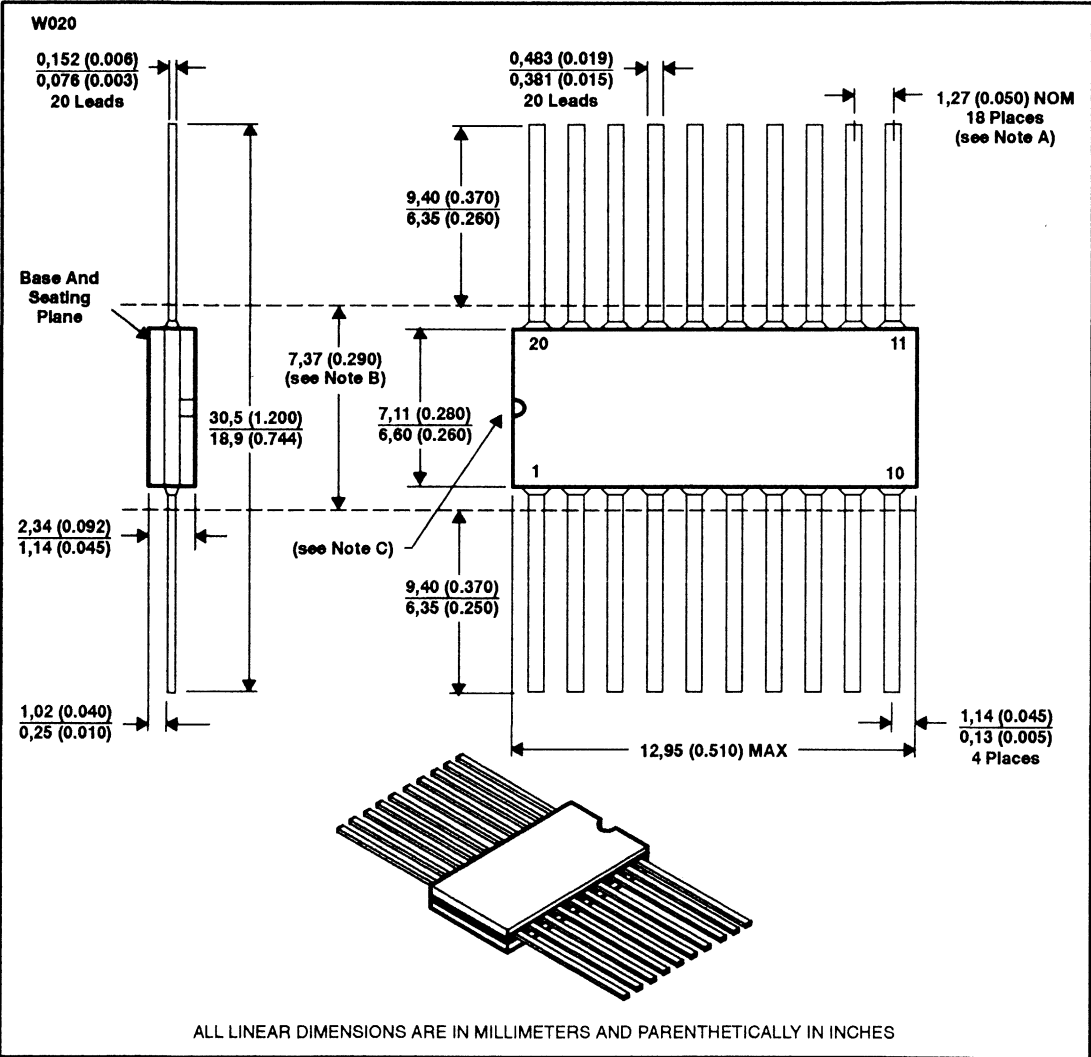 W020
0,152 (0.006)
0,076 (0.003)
20 Leads
0,483 (0.019)
0,381 (0.015)
20 Leads
1,27 (0.050) NOM
18 Places
(see Note A)
9,40 (0.370)
6,35 (0.260)
Base And
Seating
Plane
20
11
7,37 (0.290)
(see Note B)
30,5 (1.200)
18,9 (0.744)
7,11 (0.280)
6,60 (0.260)
1
10
2,34 (0.092)
1,14 (0.045)
(see Note C)
9,40 (0.370)
6,35 (0.250)
1,02 (0.040)
0,25 (0.010)
12,95 (0.510) MAX
1,14 (0.045)
0,13 (0.005)
4 Places
ALL LINEAR DIMENSIONS ARE IN MILLIMETERS AND PARENTHETICALLY IN INCHES